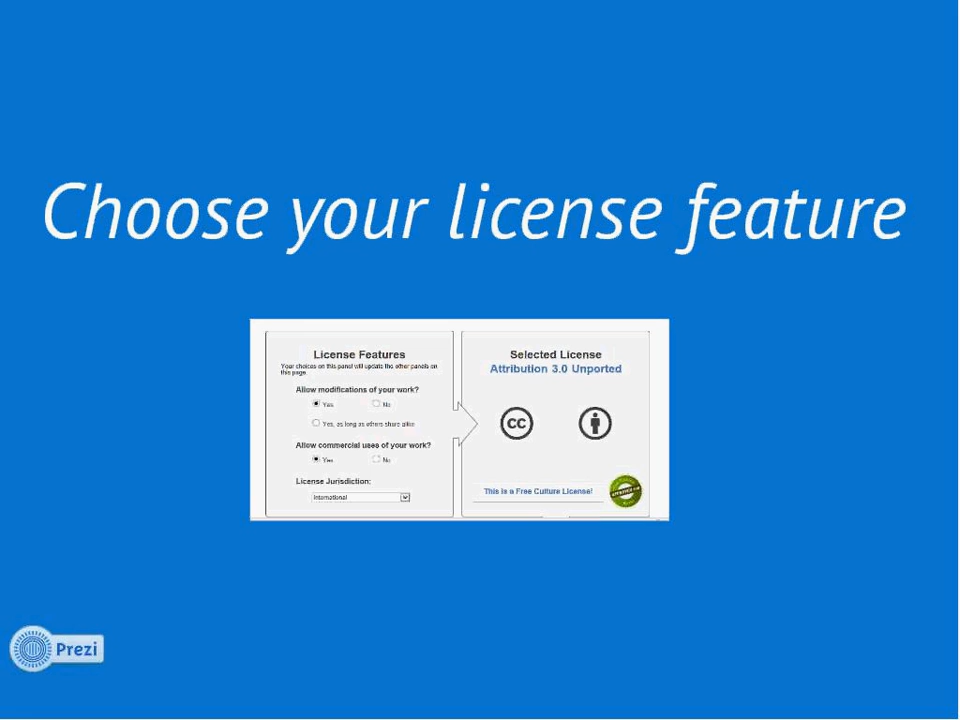 Choose your license feature
License Features
Your choices on this panel will update the other panels on
this page.
Allow modifications of your work?
Yes No
Yes, as long as others share alike
Allow commercial uses of your work?
Yes No
License Jurisdiction:
International
Selected License
Attribution 3.0 Unported
CC
This is a Free Culture License!
Prezi